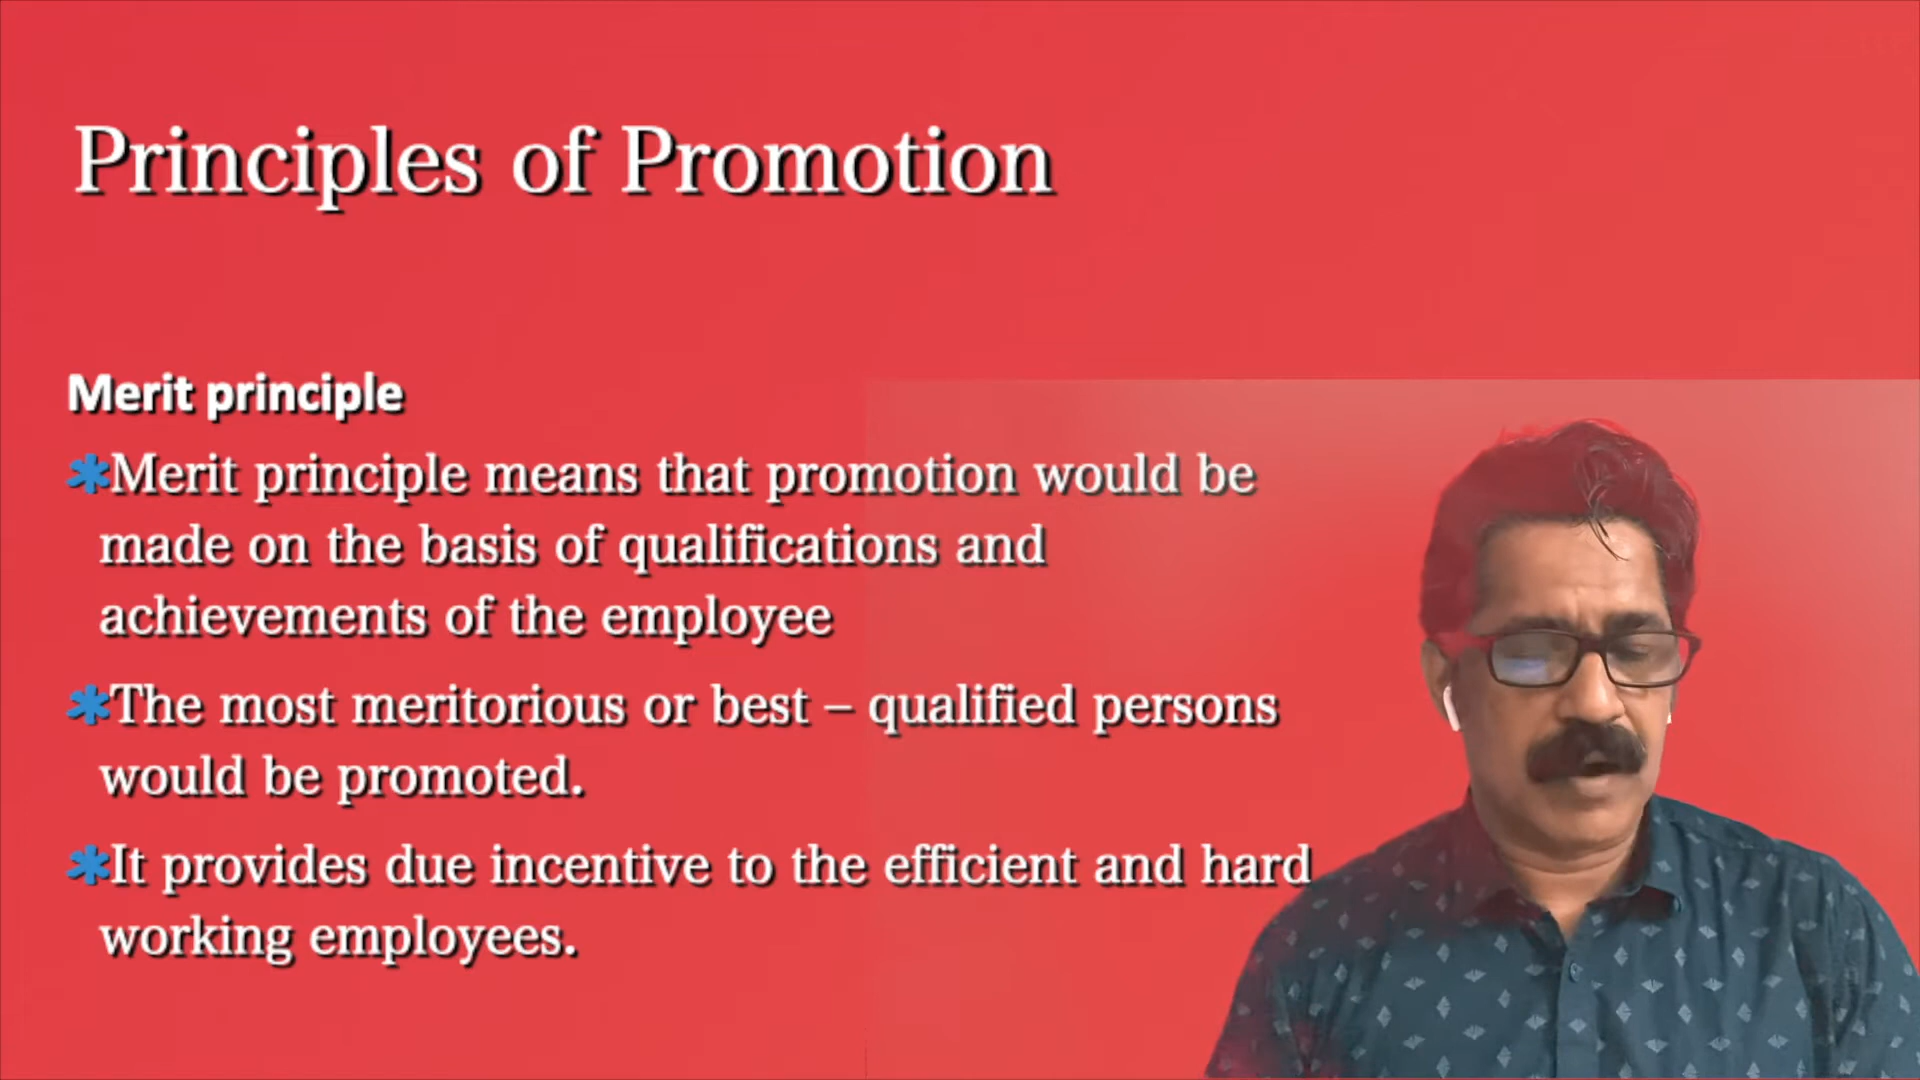 Principles of Promotion
Merit principle
*Merit principle means that promotion would be
made on the basis of qualifications and
achievements of the employee
*The most meritorious or best – qualified persons
would be promoted.
*It provides due incentive to the efficient and hard
working employees.